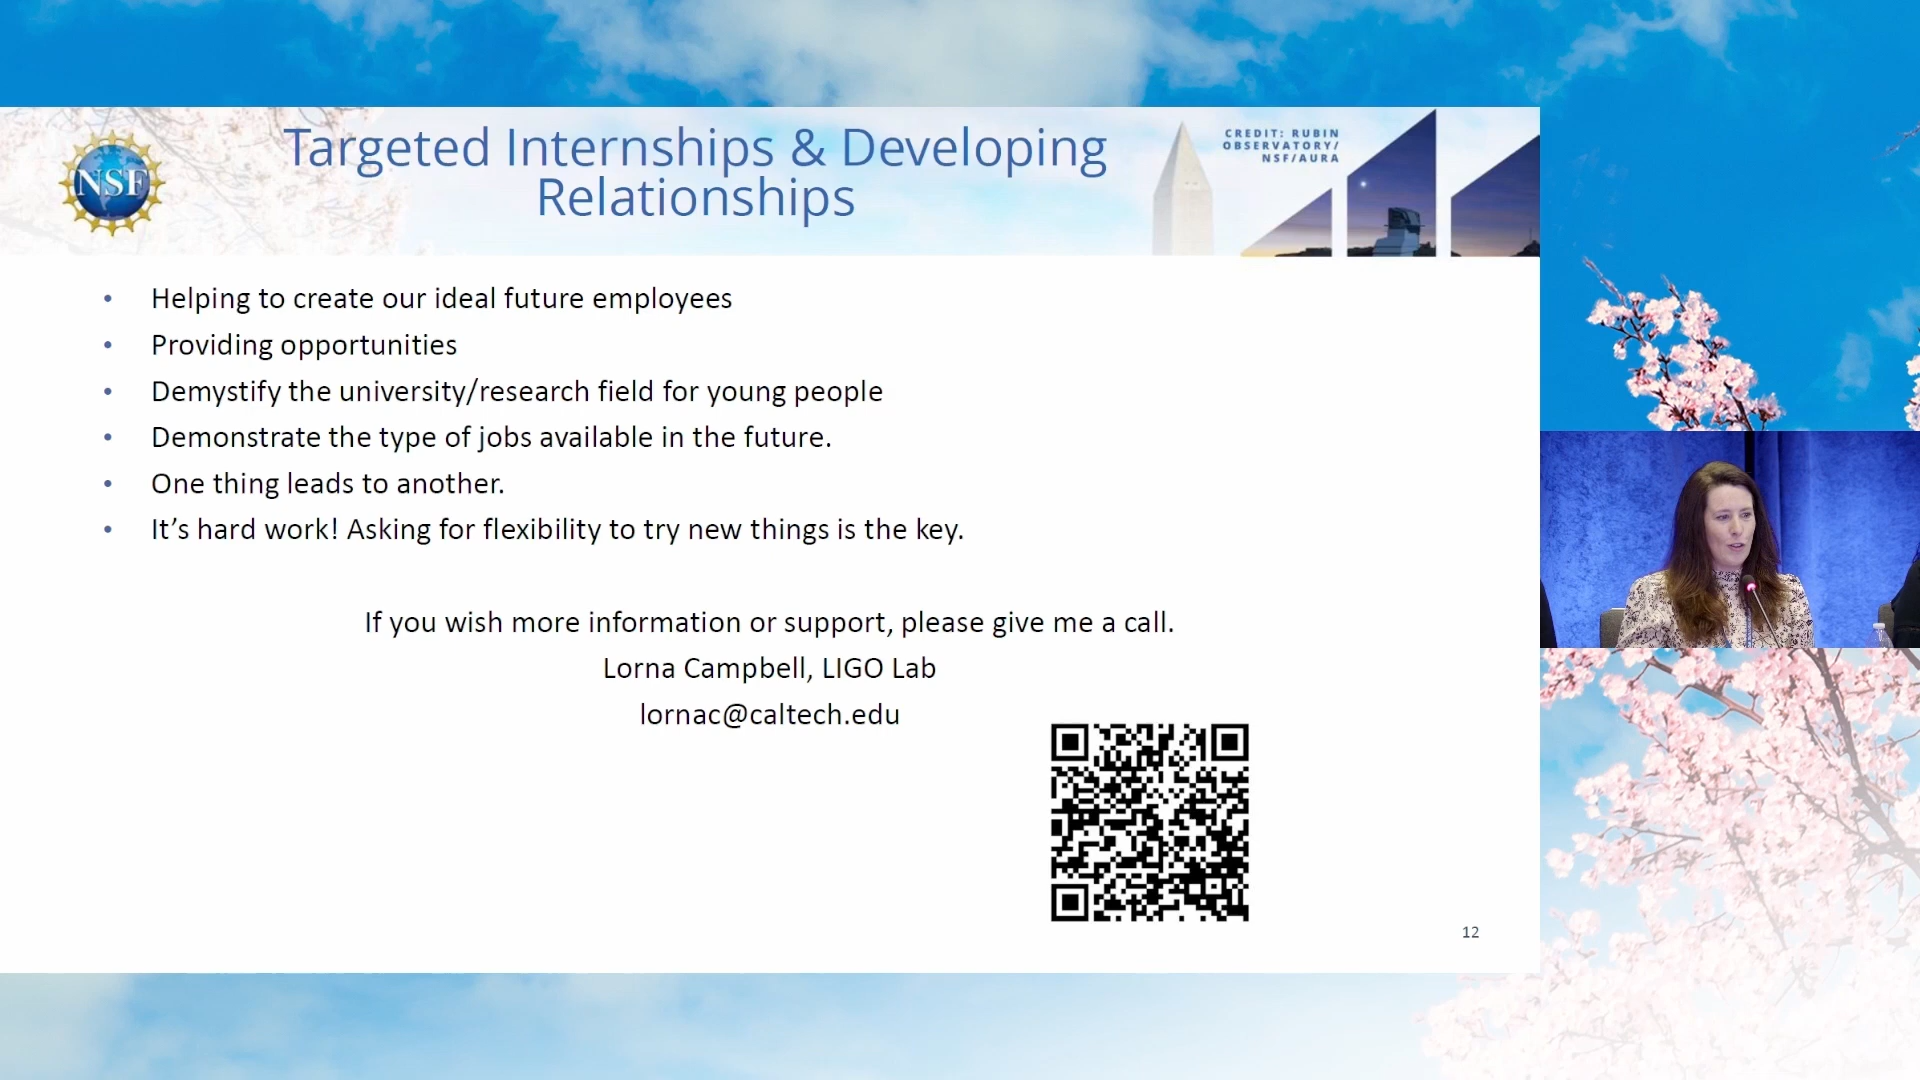 NSF
Targeted Internships & Developing
Relationships
CREDIT: RUBIN
OBSERVATORY/
NSF/AURA
• Helping to create our ideal future employees
• Providing opportunities
• Demystify the university/research field for young people
• Demonstrate the type of jobs available in the future.
• One thing leads to another.
• It’s hard work! Asking for flexibility to try new things is the key.
If you wish more information or support, please give me a call.
Lorna Campbell, LIGO Lab
lornac@caltech.edu
12